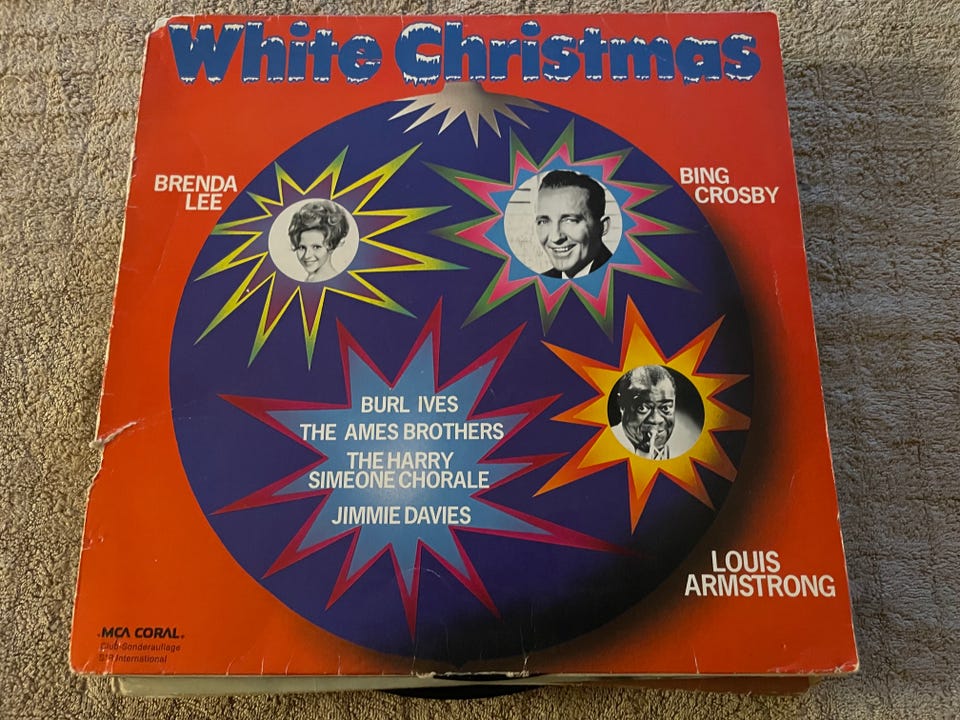 White Christmas
BRENDA
LEE
BING
CROSBY
BURL IVES
THE AMES BROTHERS
THE HARRY
SIMEONE CHORALE
JIMMIE DAVIES
LOUIS
ARMSTRONG
MCA CORAL
Club-Sonderauflage
S*R International